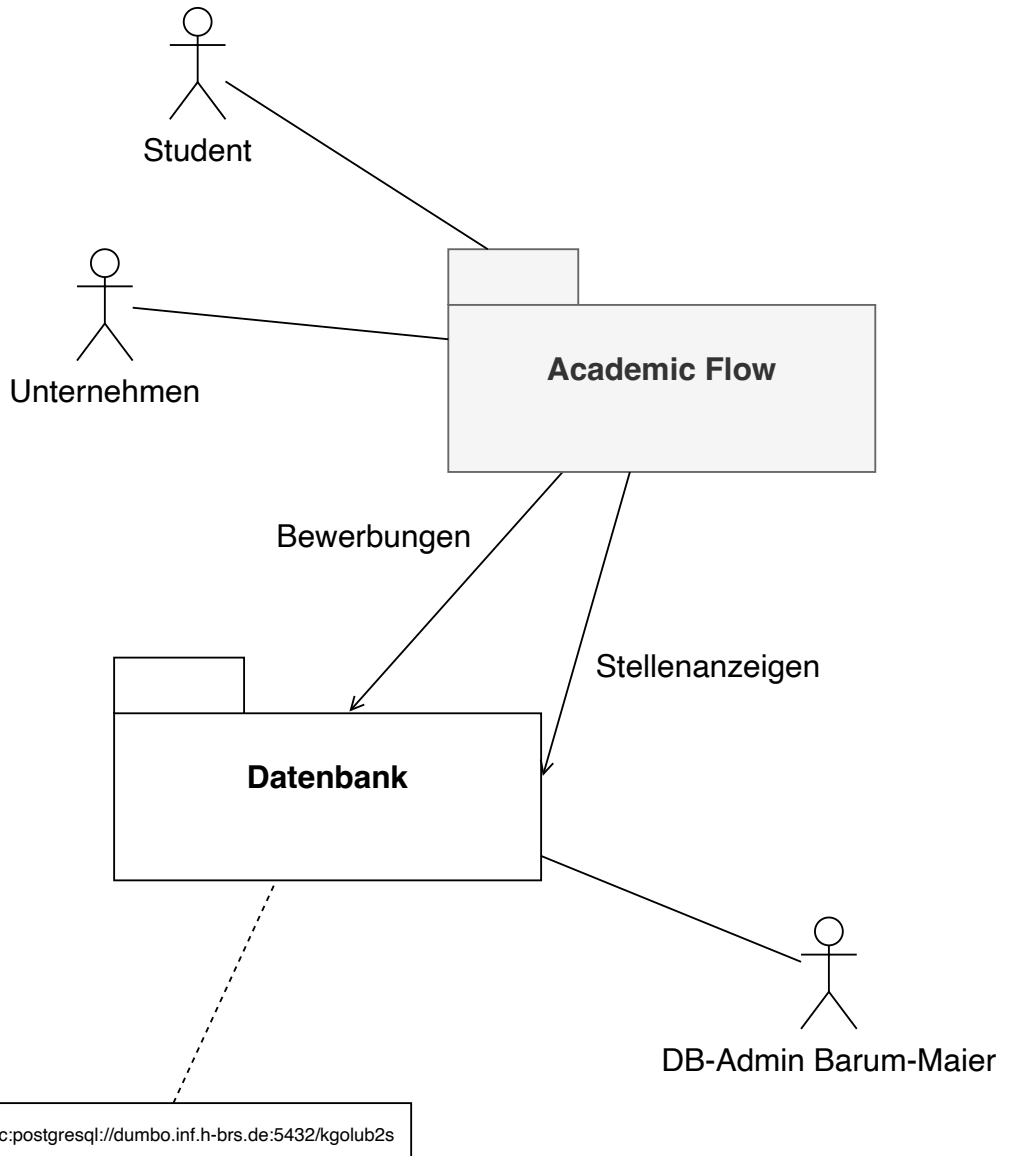 Student
Unternehmen
Academic Flow
Bewerbungen
Stellenanzeigen
Datenbank
DB-Admin Barum-Maier
c:postgresql://dumbo.inf.h-brs.de:5432/kgolub2s